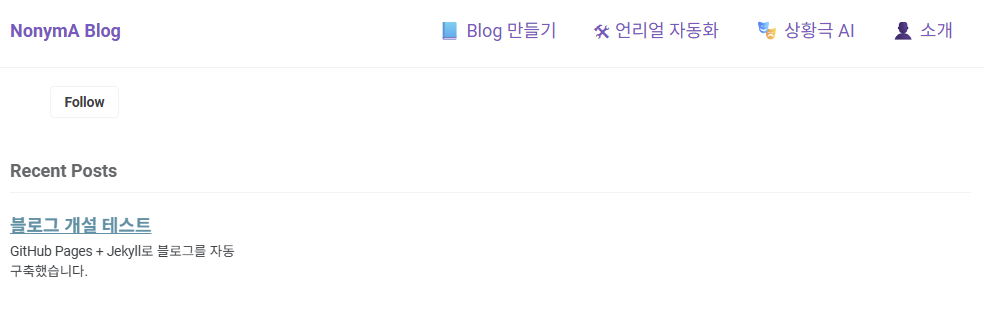 NonymA Blog
📘 Blog 만들기
🛠 언리얼 자동화
🎭 상황극 AI
👤 소개
Follow
Recent Posts
블로그 개설 테스트
GitHub Pages + Jekyll로 블로그를 자동
구축했습니다.